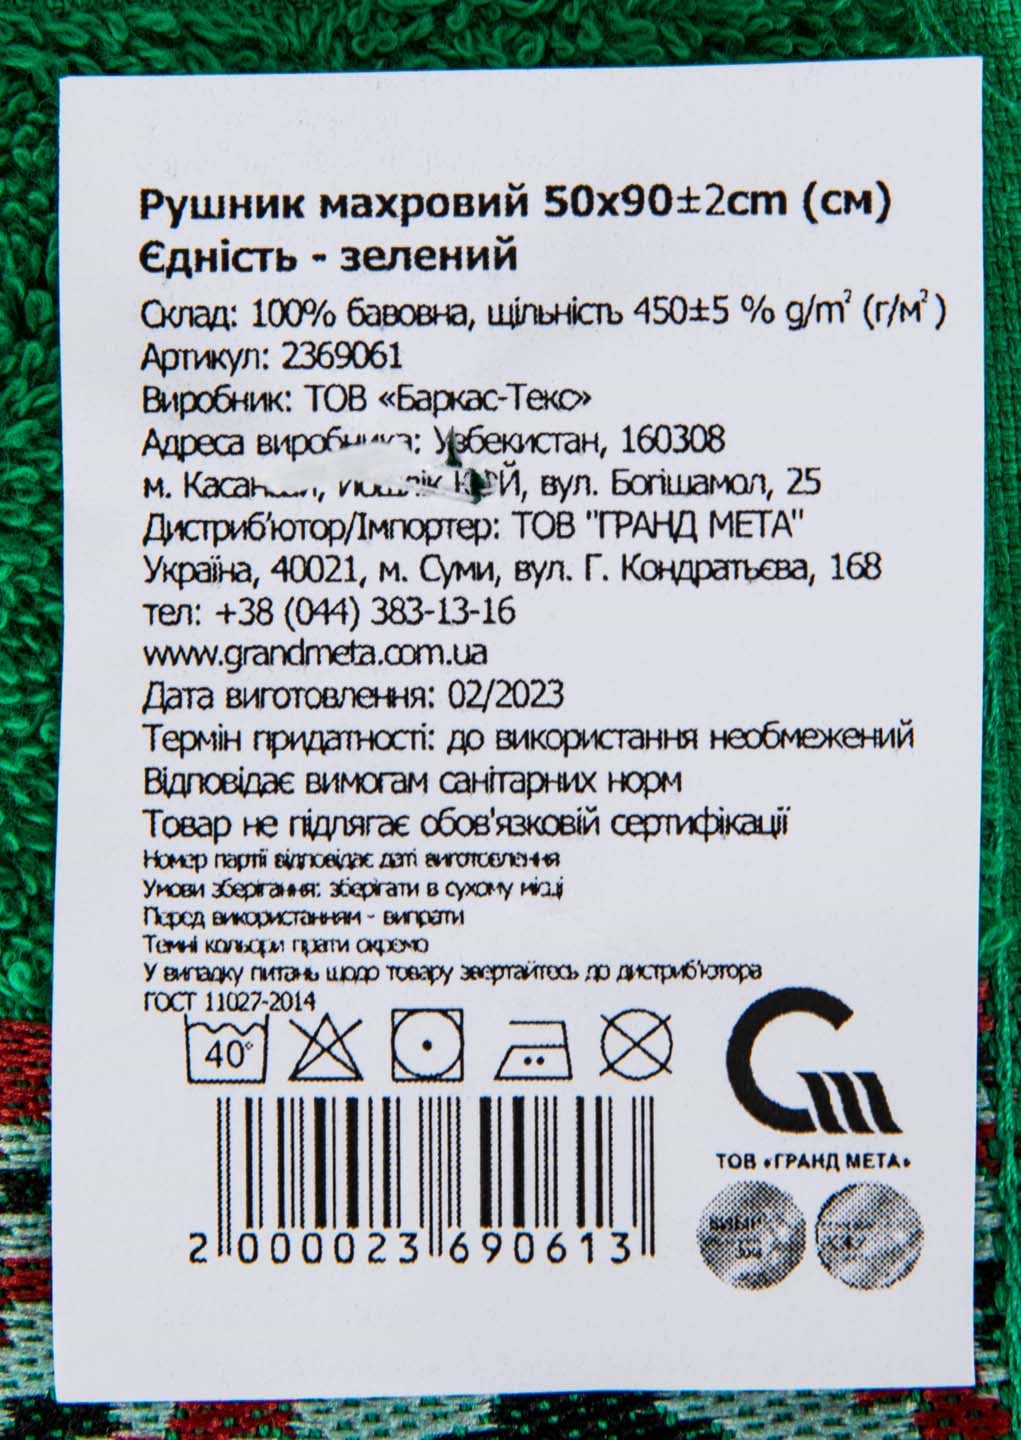 Рушник махровий 50x90±2cm (см)
Єдність - зелений
Склад: 100% бавовна, щільність 450±5 % g/m² (г/м²)
Артикул: 2369061
Виробник: ТОВ «Баркас-Текс»
Адреса виробника: Узбекистан, 160308
м. вул. Богішамол, 25
Дистриб'ютор/Імпортер: ТОВ "ГРАНД МЕТА"
Україна, 40021, м. Суми, вул. Г. Кондратьєва, 168
тел: +38 (044) 383-13-16
www.grandmeta.com.ua
Дата виготовлення: 02/2023
Термін придатності: до використання необмежений
Відповідає вимогам санітарних норм
Товар не підлягає обов'язковій сертифікації
Номер партії відповідає даті виготовлення
Умови зберігання: зберігати в сухому місці
Перед використанням - випрати
Темні кольори прати окремо
У випадку питань щодо товару звертайтесь до дистриб'ютора
ГОСТ 11027-2014
40°
ТОВ «ГРАНД МЕТА»
2 000023 690613